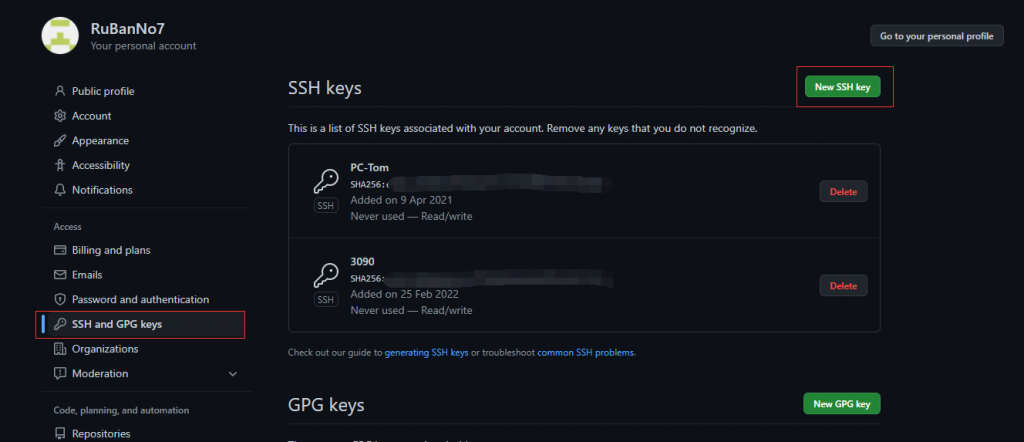 RuBanNo7
Your personal account
Go to your personal profile
Public profile
Account
Appearance
Accessibility
Notifications
Access
Billing and plans
Emails
Password and authentication
SSH and GPG keys
Organizations
Moderation
Code, planning, and automation
Repositories
SSH keys
New SSH key
This is a list of SSH keys associated with your account. Remove any keys that you do not recognize.
PC-Tom
SHA256:
Added on 9 Apr 2021
Never used — Read/write
SSH
Delete
3090
SHA256:
Added on 25 Feb 2022
Never used — Read/write
SSH
Delete
Check out our guide to generating SSH keys or troubleshoot common SSH problems.
GPG keys
New GPG key